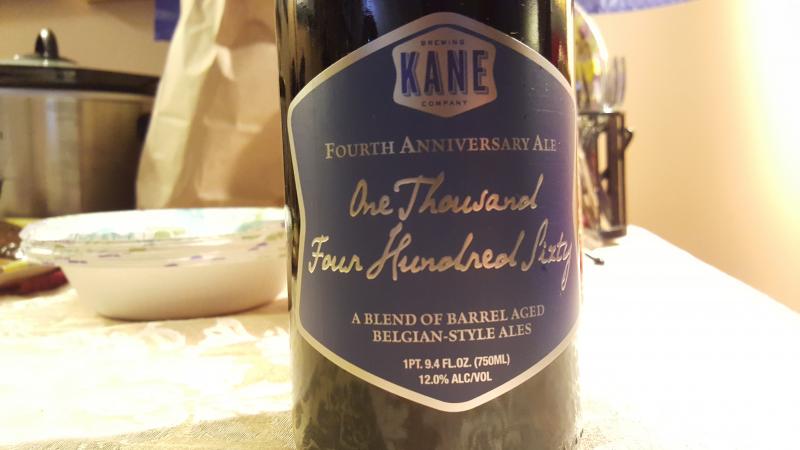 BREWING
KANE
COMPANY
FOURTH ANNIVERSARY ALE
One Thousand
Four Hundred Sixty
A BLEND OF BARREL AGED
BELGIAN-STYLE ALES
1PT. 9.4 FL.OZ. (750ML)
12.0% ALC/VOL